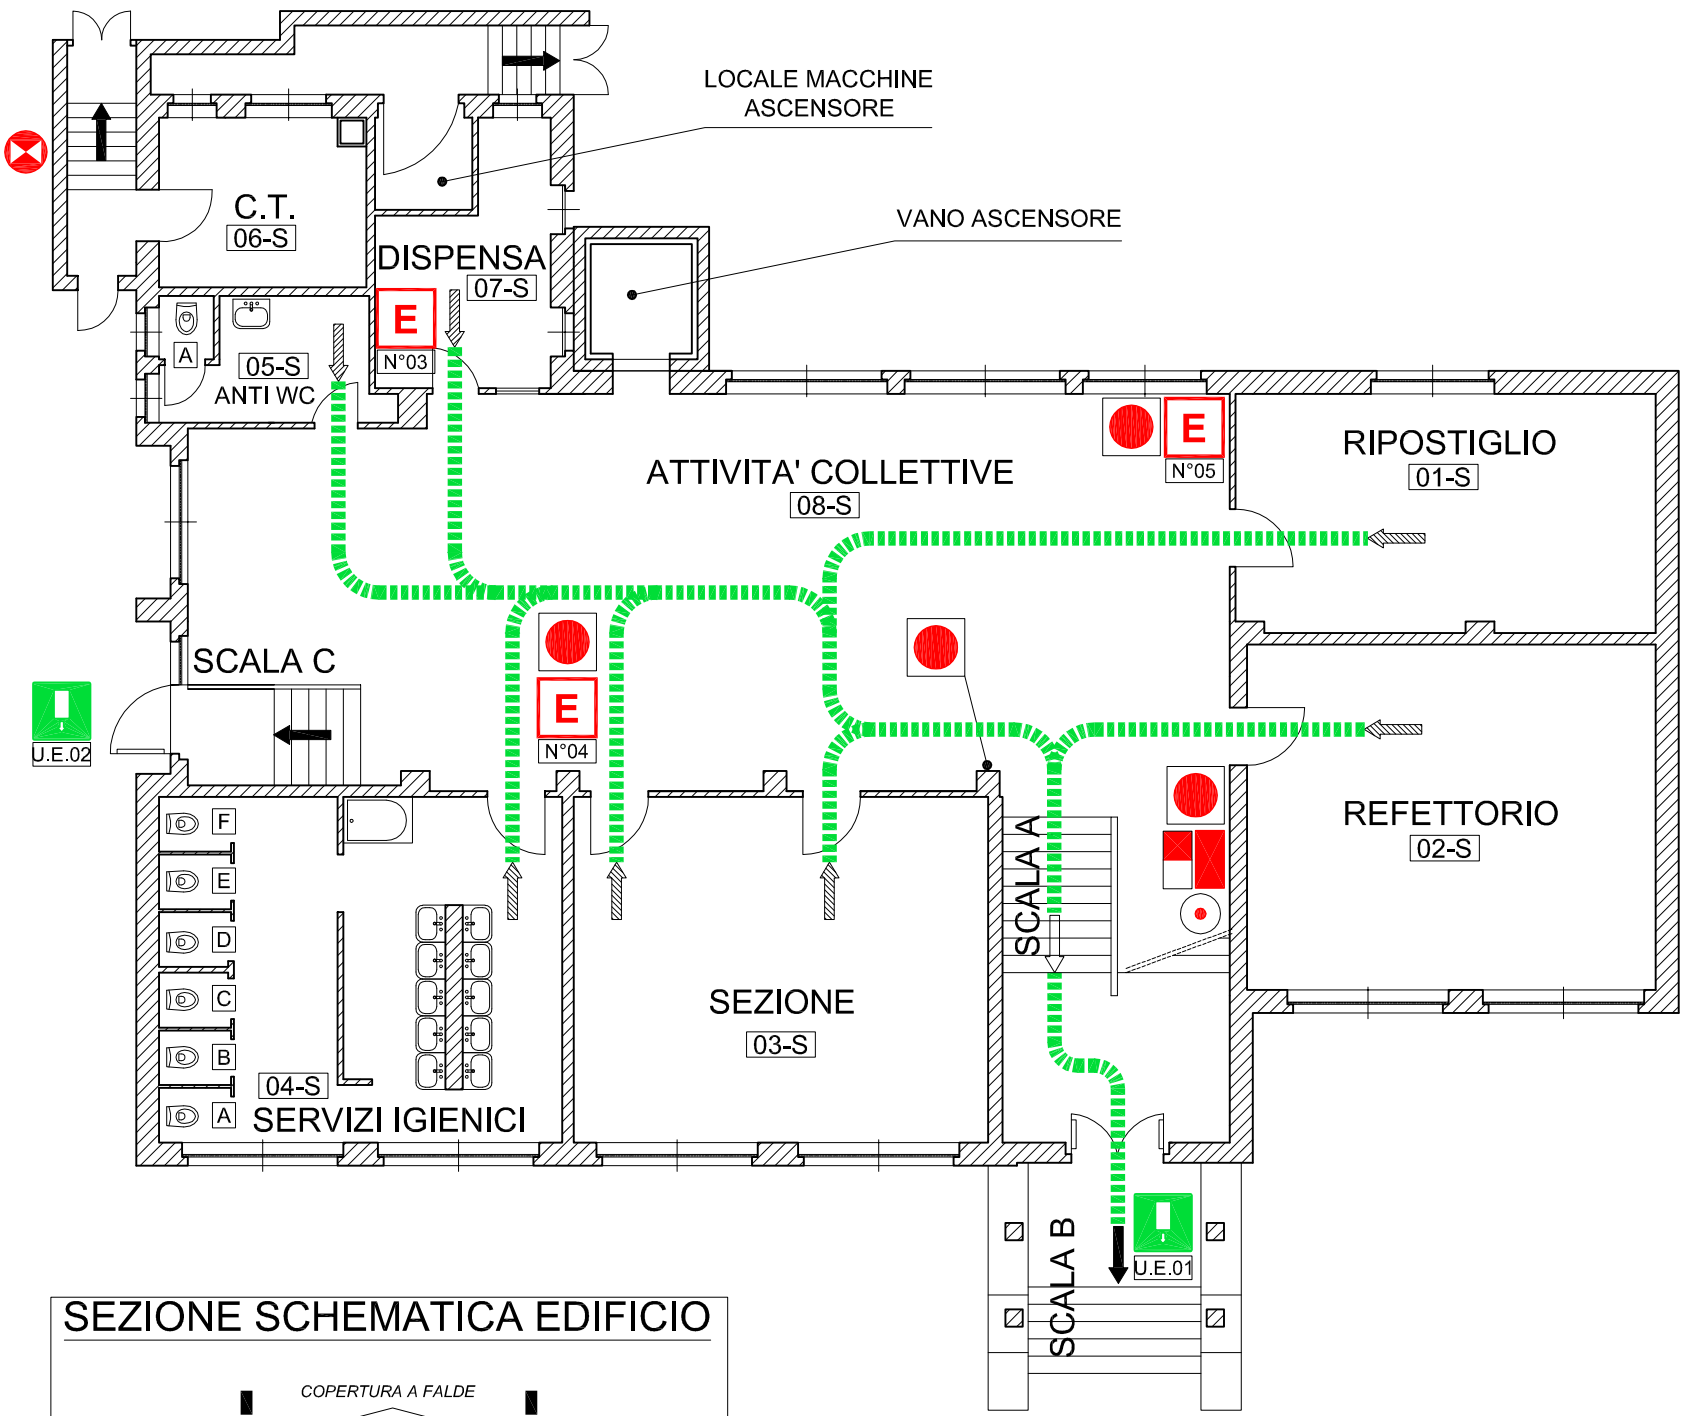 LOCALE MACCHINE
ASCENSORE
C.T.
06-S
VANO ASCENSORE
DISPENSA
07-S
E
N°03
A
05-S
ANTI WC
E
N°05
RIPOSTIGLIO
01-S
ATTIVITA' COLLETTIVE
08-S
SCALA C
U.E.02
E
N°04
REFETTORIO
02-S
SCALA A
F
E
D
C
B
A
04-S
SERVIZI IGIENICI
SEZIONE
03-S
SCALA B
U.E.01
SEZIONE SCHEMATICA EDIFICIO
COPERTURA A FALDE